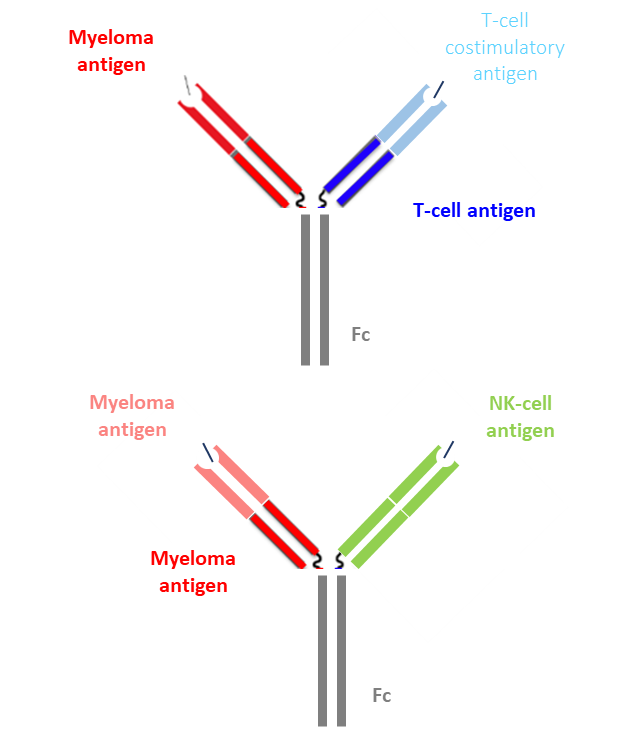 Myeloma
antigen
T-cell
costimulatory
antigen
T-cell antigen
Fc
Myeloma
antigen
NK-cell
antigen
Myeloma
antigen
Fc